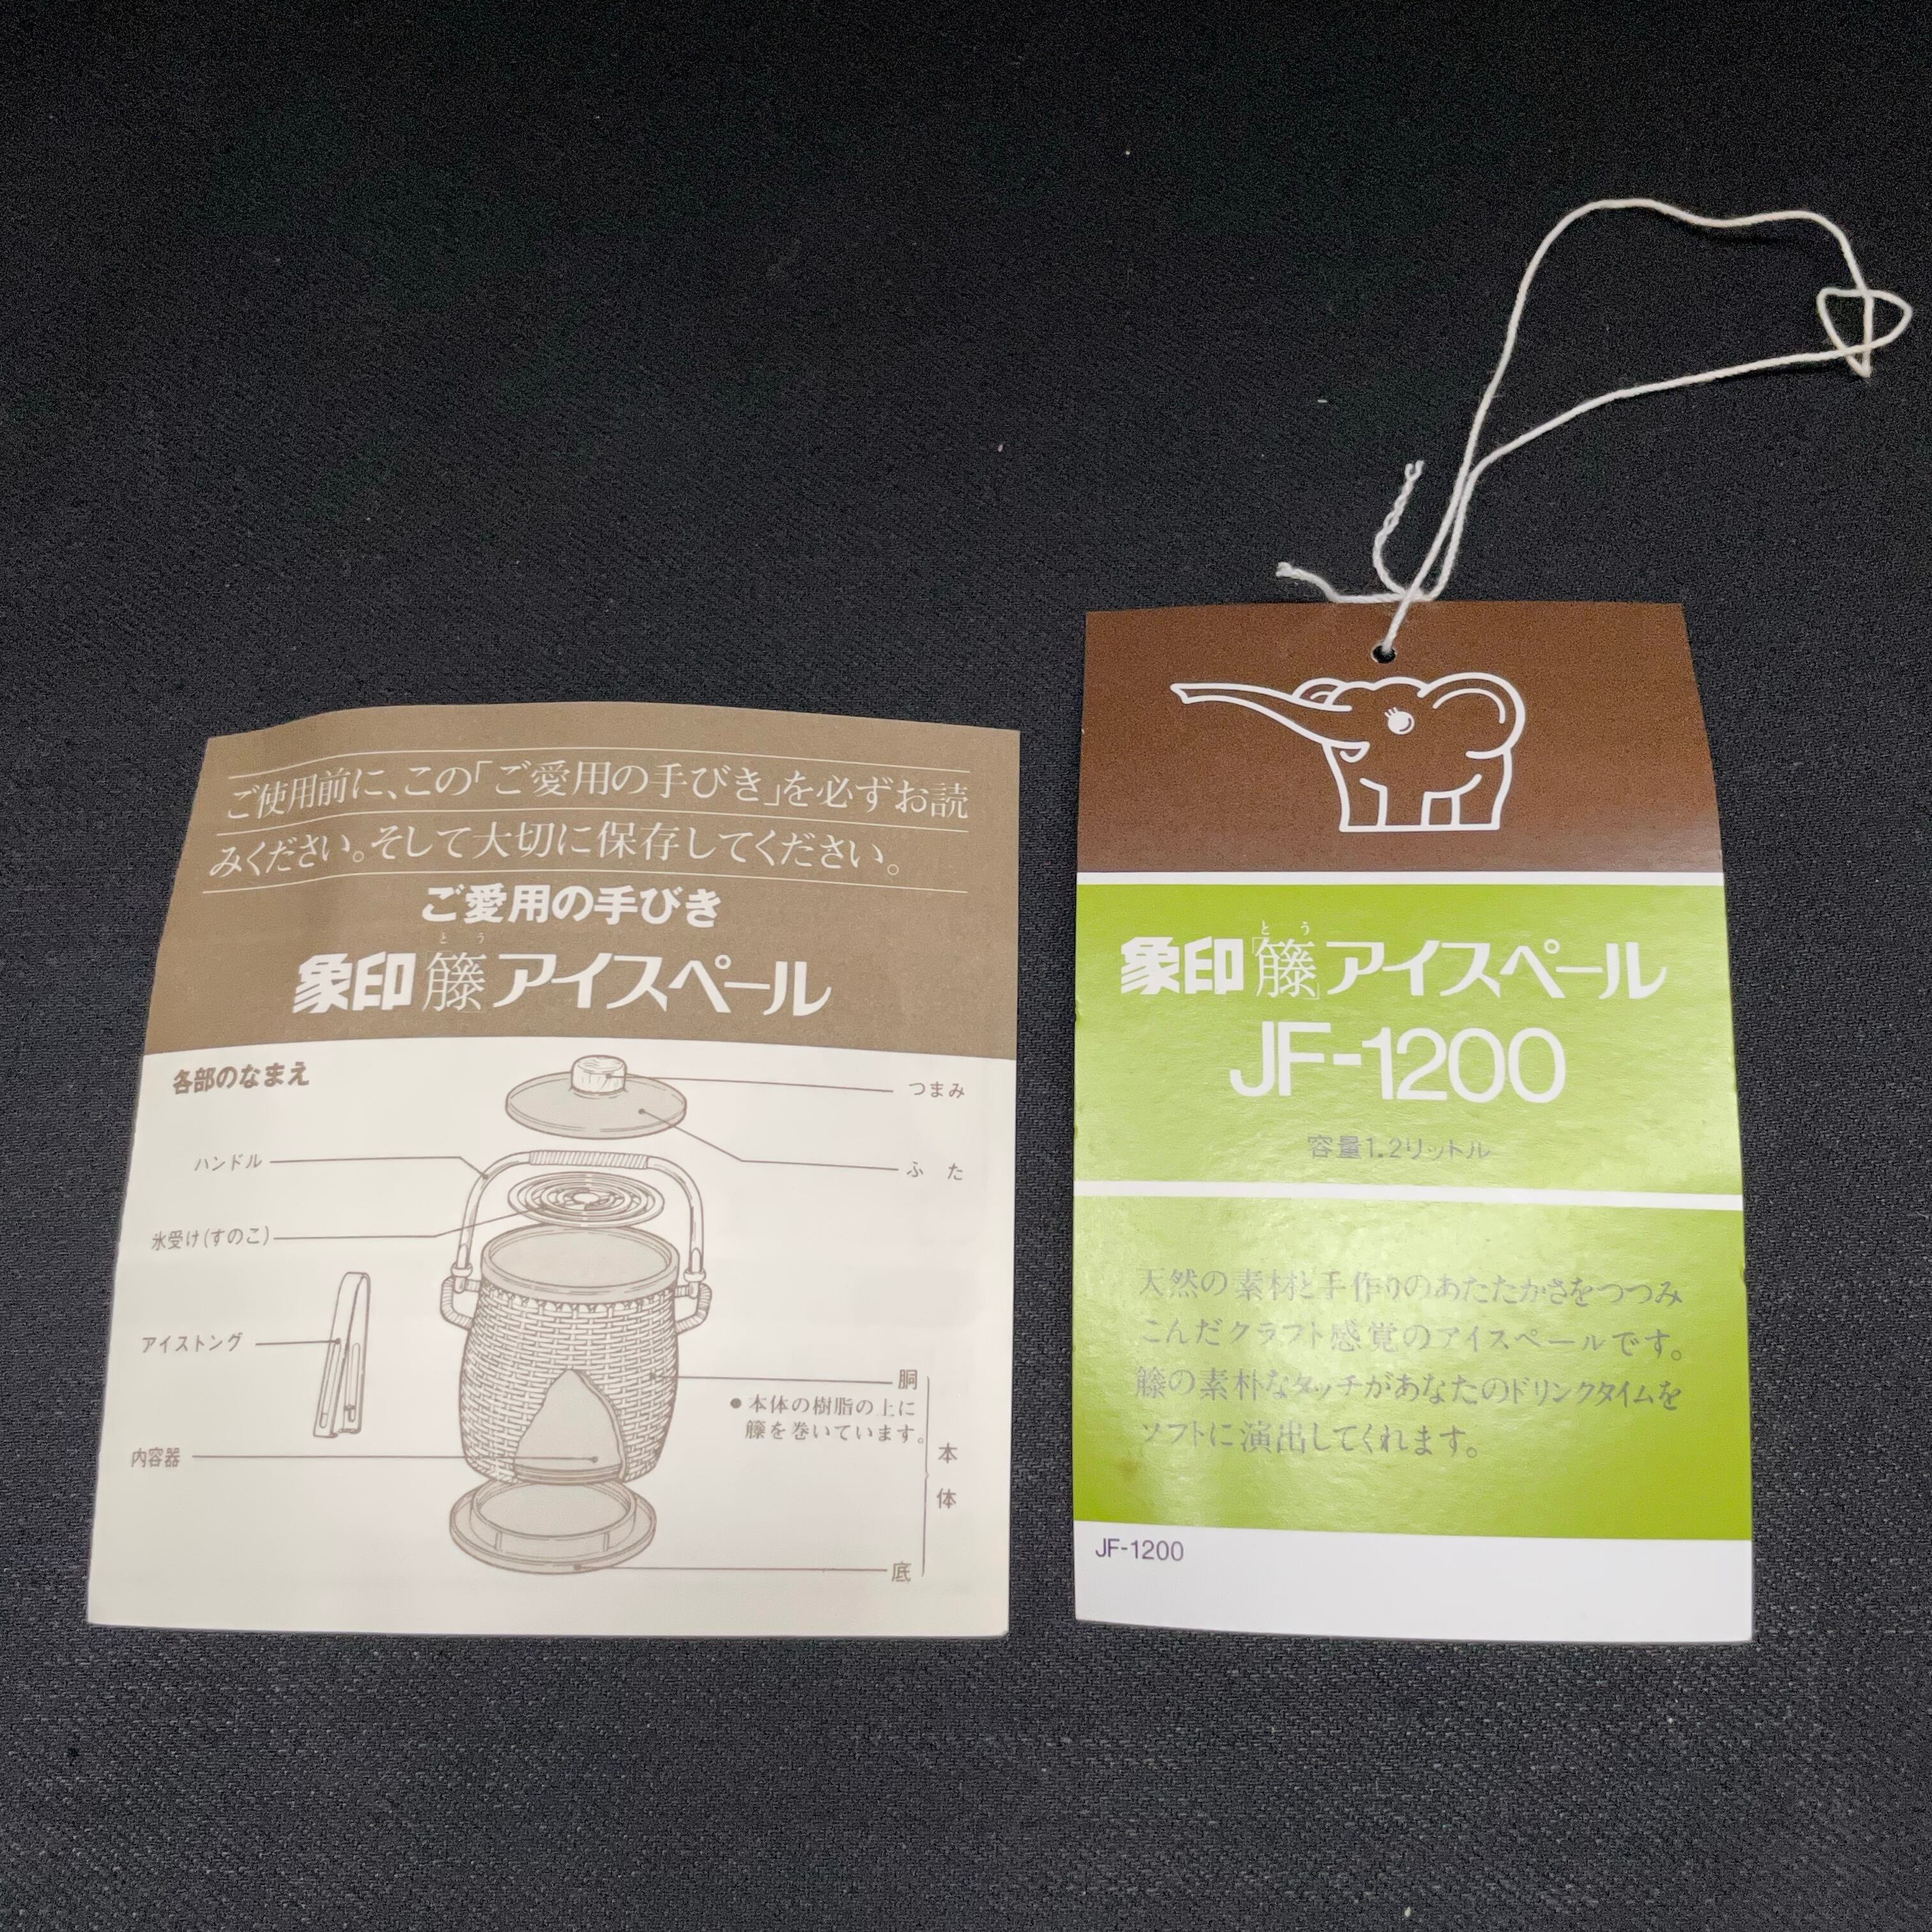 ご使用前に、この「ご愛用の手びき」を必ずお読
みください。そして大切に保存してください。
ご愛用の手びき
とう
象印「籐」アイスペール
各部のなまえ
つまみ
ふた
ハンドル
氷受け(すのこ)
アイストング
胴
●本体の樹脂の上に
籐を巻いています。
内容器
本体
底
とう
象印「籐」アイスペール
JF-1200
容量1.2リットル
天然の素材と手作りのあたたかさをつつみ
こんだクラフト感覚のアイスペールです。
籐の素朴なタッチがあなたのドリンクタイムを
ソフトに演出してくれます。
JF-1200